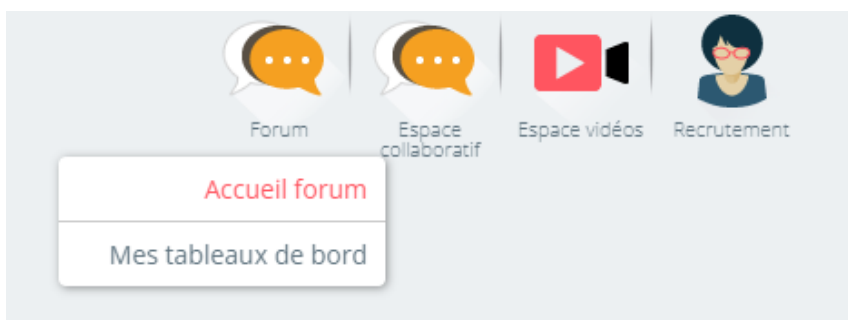 Forum
Espace
collaboratif
Espace vidéos
Recrutement
Accueil forum
Mes tableaux de bord